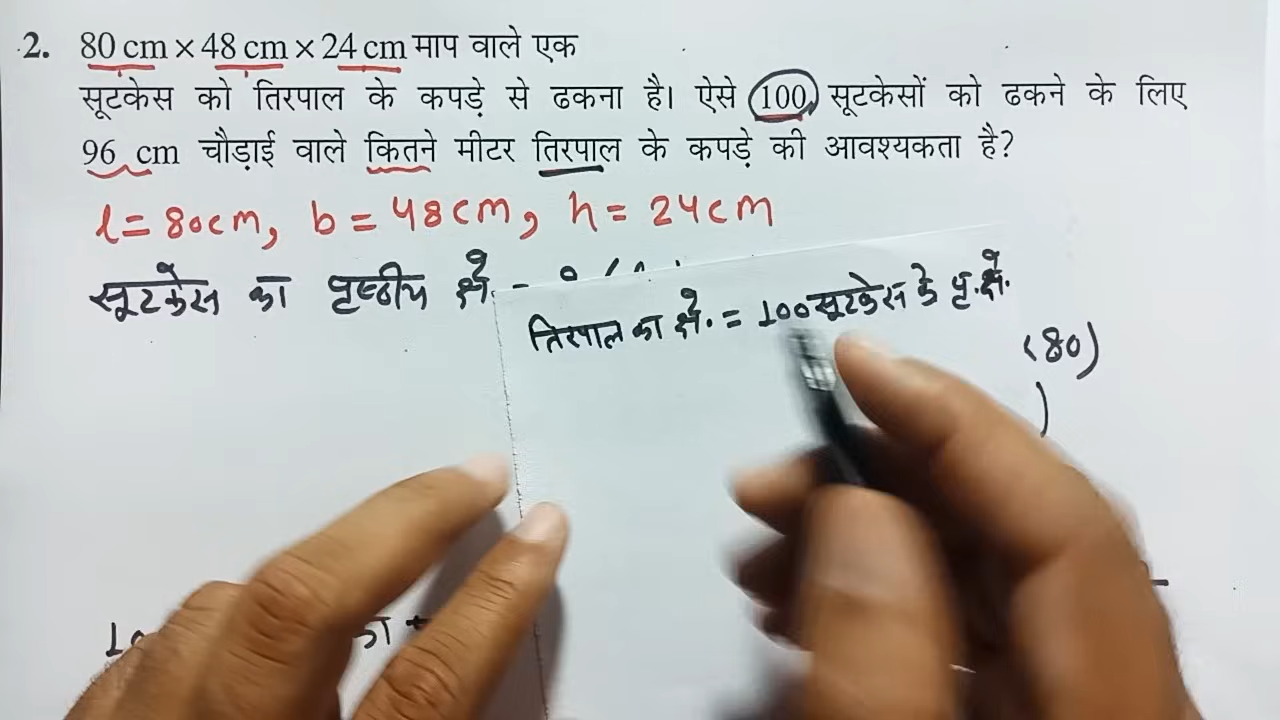 2. 80 cm × 48 cm × 24 cm माप वाले एक
सूटकेस को तिरपाल के कपड़े से ढकना है। ऐसे 100 सूटकेसों को ढकने के लिए
96 cm चौड़ाई वाले कितने मीटर तिरपाल के कपड़े की आवश्यकता है?
l = 80cm, b = 48cm, h = 24cm
सूटकेस का पृष्ठीय क्षे. =
तिरपाल का क्षे. = 100 सूटकेस के पृ. क्षे.
(80)
)